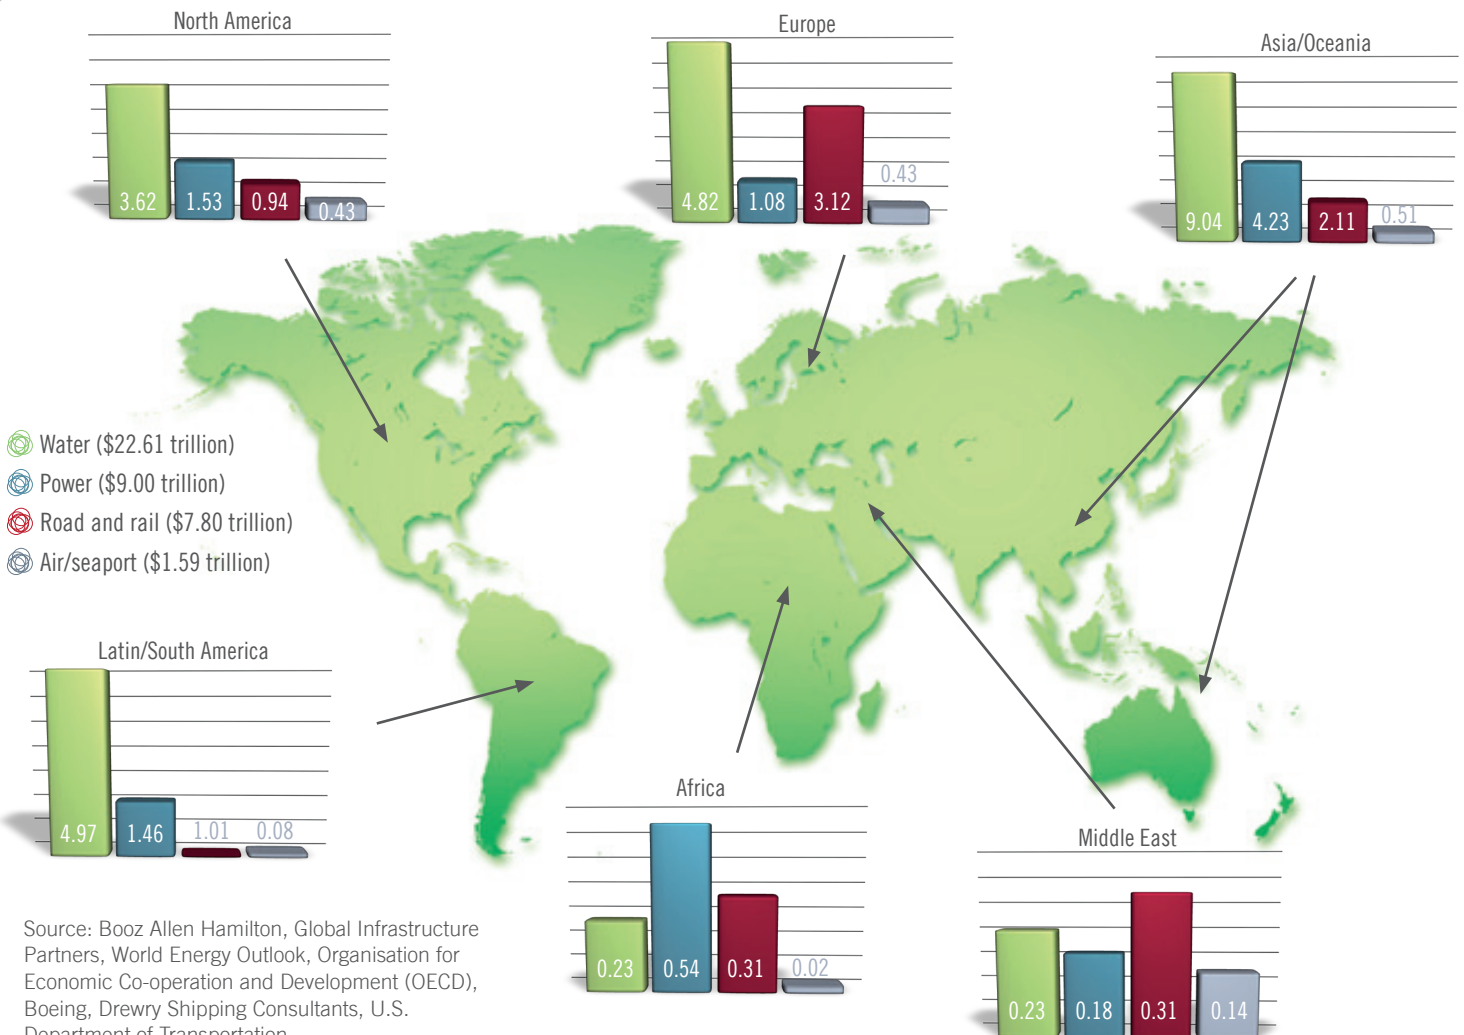 North America
3.62 1.53 0.94 0.43
Europe
4.82 1.08 3.12 0.43
Asia/Oceania
9.04 4.23 2.11 0.51
Water ($22.61 trillion)
Power ($9.00 trillion)
Road and rail ($7.80 trillion)
Air/seaport ($1.59 trillion)
Latin/South America
4.97 1.46 1.01 0.08
Africa
0.23 0.54 0.31 0.02
Middle East
0.23 0.18 0.31 0.14
Source: Booz Allen Hamilton, Global Infrastructure
Partners, World Energy Outlook, Organisation for
Economic Co-operation and Development (OECD),
Boeing, Drewry Shipping Consultants, U.S.
Department of Transportation